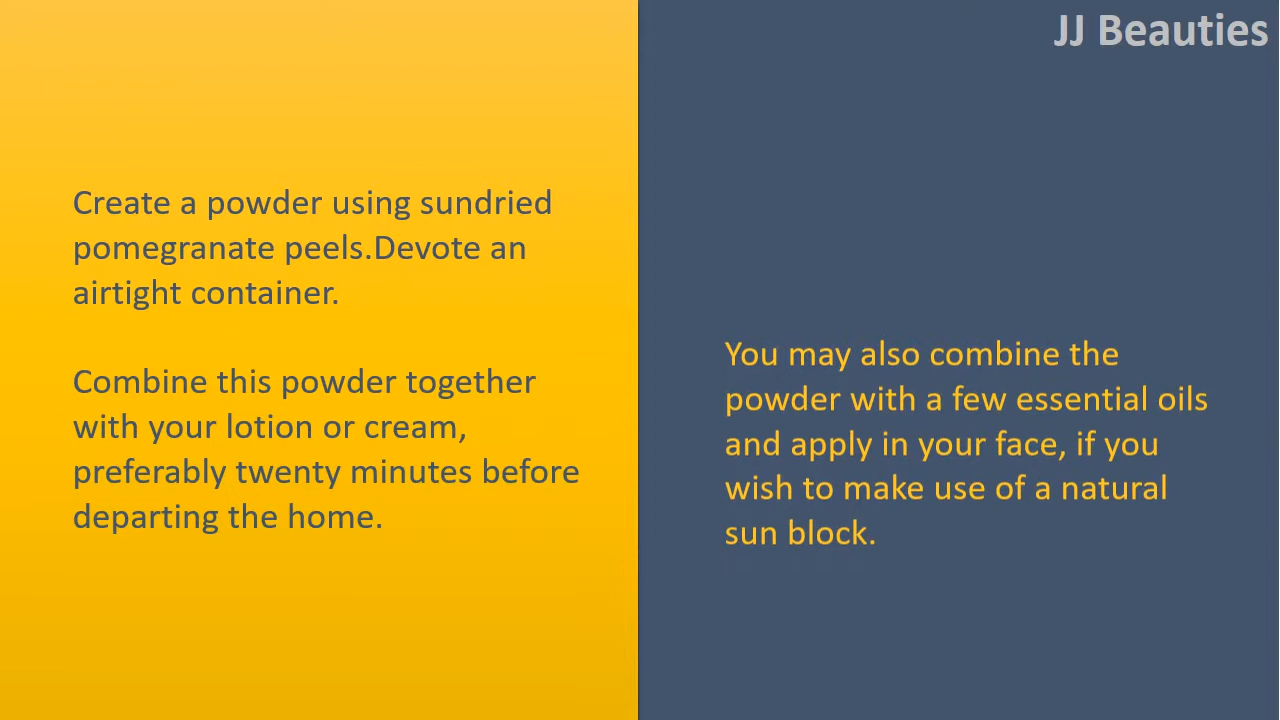 JJ Beauties
Create a powder using sundried
pomegranate peels.Devote an
airtight container.
Combine this powder together
with your lotion or cream,
preferably twenty minutes before
departing the home.
You may also combine the
powder with a few essential oils
and apply in your face, if you
wish to make use of a natural
sun block.